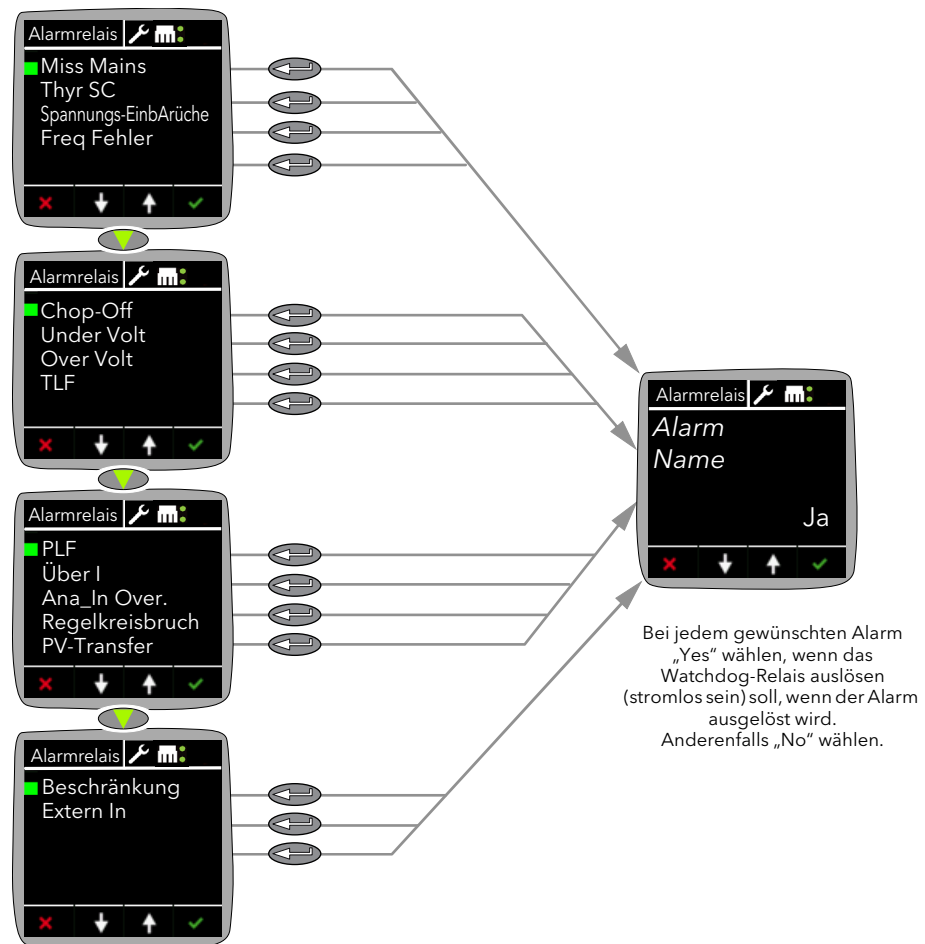 Alarmrelais
Miss Mains
Thyr SC
Spannungs-EinbArüche
Freq Fehler
Alarmrelais
Chop-Off
Under Volt
Over Volt
TLF
Alarmrelais
PLF
Über I
Ana_In Over.
Regelkreisbruch
PV-Transfer
Alarmrelais
Beschränkung
Extern In
Alarmrelais
Alarm
Name
Ja
Bei jedem gewünschten Alarm
„Yes“ wählen, wenn das
Watchdog-Relais auslösen
(stromlos sein) soll, wenn der Alarm
ausgelöst wird.
Anderenfalls „No“ wählen.